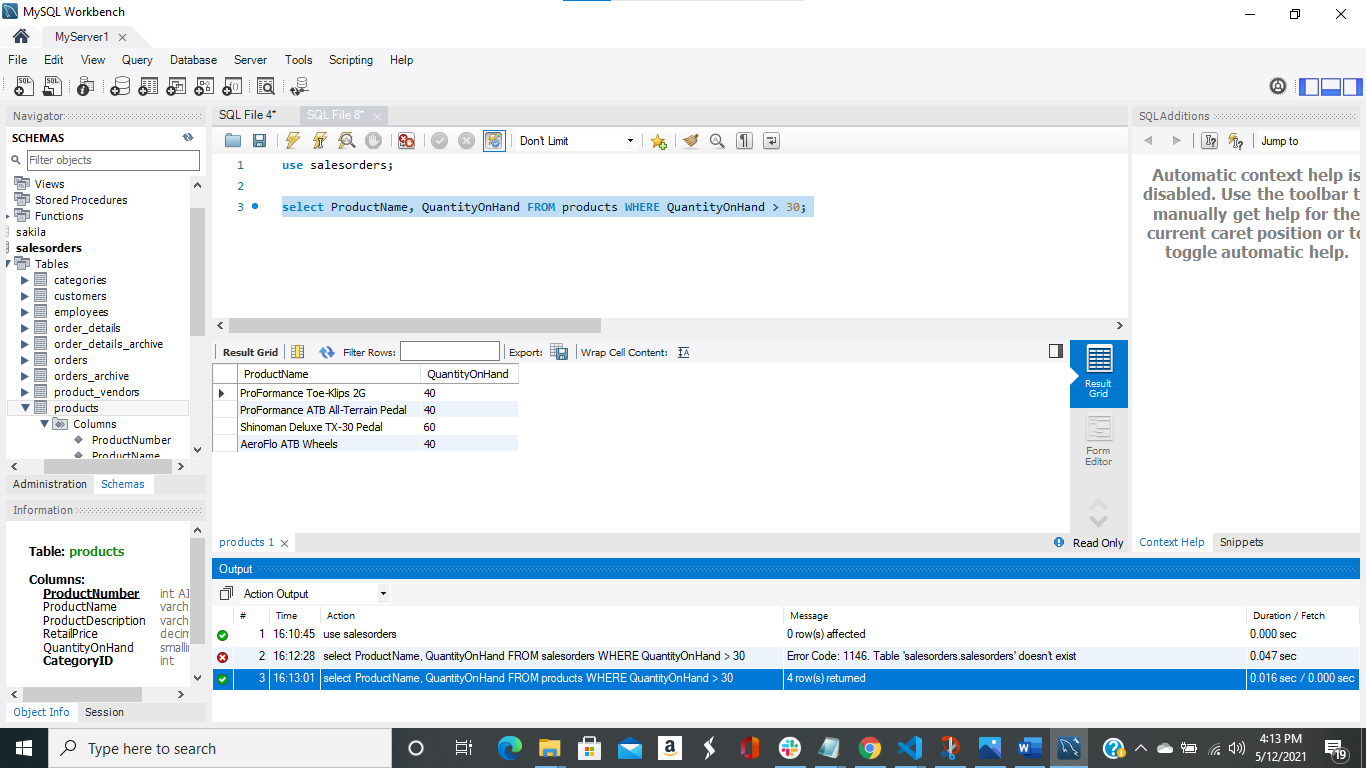 MySQL Workbench
MyServer1
File Edit View Query Database Server Tools Scripting Help
Navigator
SCHEMAS
Filter objects
Views
Stored Procedures
Functions
sakila
salesorders
Tables
categories
customers
employees
order_details
order_details_archive
orders
orders_archive
product_vendors
products
Columns
ProductNumber
ProductName
Administration Schemas
Information
Table: products
Columns:
ProductNumber int AI
ProductName varch
ProductDescription varch
RetailPrice decim
QuantityOnHand smalli
CategoryID int
Object Info Session
SQL File 4* SQL File 8*
Don't Limit
1 use salesorders;
2
3 select ProductName, QuantityOnHand FROM products WHERE QuantityOnHand > 30;
Result Grid Filter Rows: Export: Wrap Cell Content:
ProductName QuantityOnHand
ProFormance Toe-Klips 2G 40
ProFormance ATB All-Terrain Pedal 40
Shinoman Deluxe TX-30 Pedal 60
AeroFlo ATB Wheels 40
Result Grid
Form Editor
products 1
Read Only
SQLAdditions
Jump to
Automatic context help is
disabled. Use the toolbar t
manually get help for the
current caret position or to
toggle automatic help.
Context Help Snippets
Output
Action Output
# Time Action Message Duration / Fetch
1 16:10:45 use salesorders 0 row(s) affected 0.000 sec
2 16:12:28 select ProductName, QuantityOnHand FROM salesorders WHERE QuantityOnHand > 30 Error Code: 1146. Table 'salesorders.salesorders' doesn't exist 0.047 sec
3 16:13:01 select ProductName, QuantityOnHand FROM products WHERE QuantityOnHand > 30 4 row(s) returned 0.016 sec / 0.000 sec
Type here to search
4:13 PM
5/12/2021
19